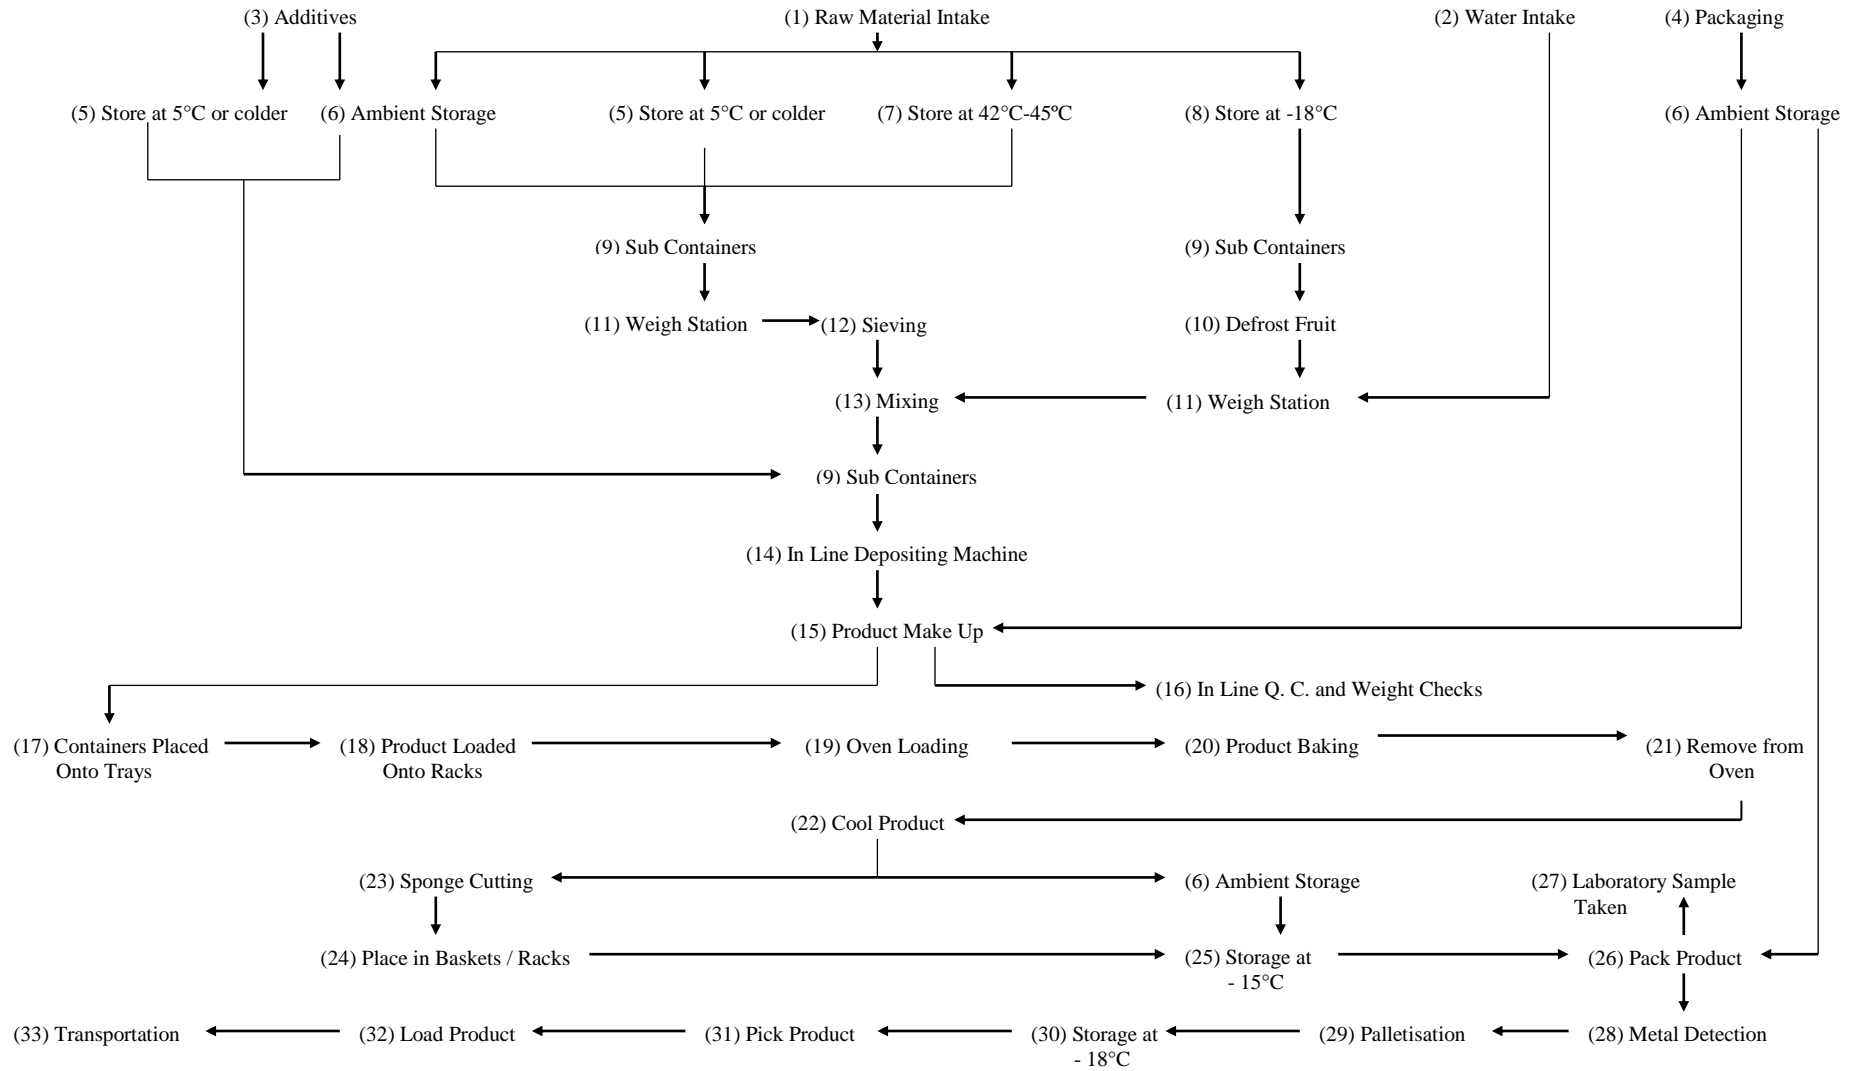 (3) Additives
(1) Raw Material Intake
(2) Water Intake
(4) Packaging
(5) Store at 5°C or colder
(6) Ambient Storage
(5) Store at 5°C or colder
(7) Store at 42°C-45ºC
(8) Store at -18°C
(6) Ambient Storage
(9) Sub Containers
(9) Sub Containers
(11) Weigh Station
(12) Sieving
(10) Defrost Fruit
(13) Mixing
(11) Weigh Station
(9) Sub Containers
(14) In Line Depositing Machine
(15) Product Make Up
(16) In Line Q. C. and Weight Checks
(17) Containers Placed
Onto Trays
(18) Product Loaded
Onto Racks
(19) Oven Loading
(20) Product Baking
(21) Remove from
Oven
(22) Cool Product
(23) Sponge Cutting
(6) Ambient Storage
(27) Laboratory Sample
Taken
(24) Place in Baskets / Racks
(25) Storage at
- 15°C
(26) Pack Product
(33) Transportation
(32) Load Product
(31) Pick Product
(30) Storage at
- 18°C
(29) Palletisation
(28) Metal Detection